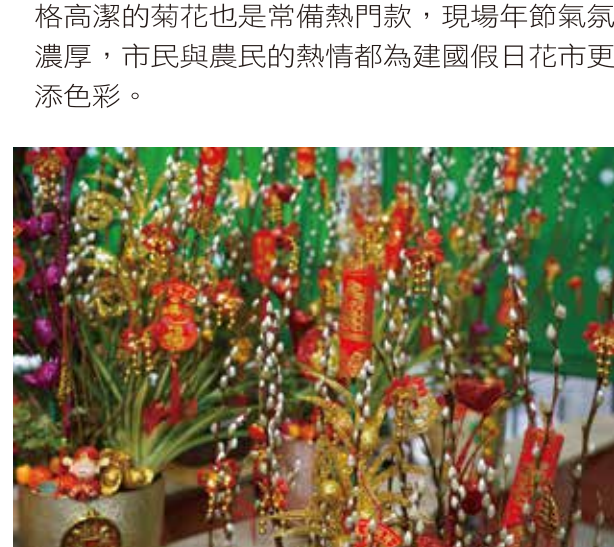 格高潔的菊花也是常備熱門款，現場年節氣氛
濃厚，市民與農民的熱情都為建國假日花市更
添色彩。